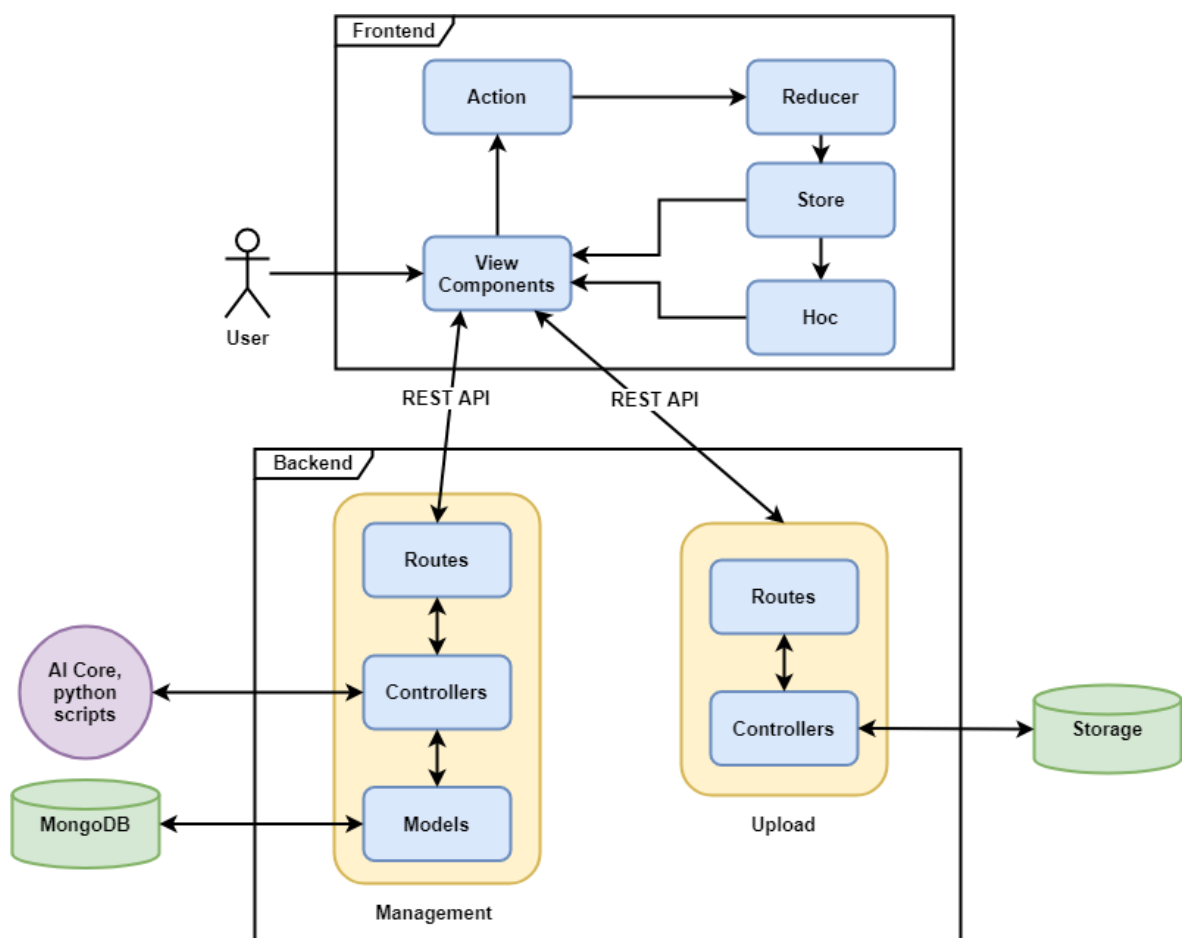 Frontend
Action
Reducer
Store
View
Components
Hoc
User
REST API
REST API
Backend
Routes
Routes
AI Core,
python
scripts
Controllers
Controllers
Storage
MongoDB
Models
Upload
Management